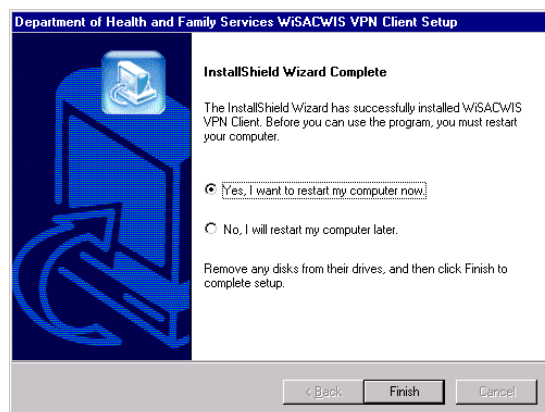 Department of Health and Family Services WiSACWIS VPN Client Setup
InstallShield Wizard Complete
The InstallShield Wizard has successfully installed WiSACWIS
VPN Client. Before you can use the program, you must restart
your computer.
Yes, I want to restart my computer now.
No, I will restart my computer later.
Remove any disks from their drives, and then click Finish to
complete setup.
< Back
Finish
Cancel